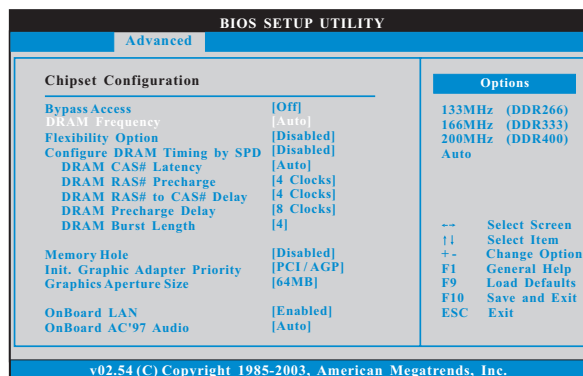 BIOS SETUP UTILITY
Advanced
Chipset Configuration
Bypass Access [Off]
DRAM Frequency [Auto]
Flexibility Option [Disabled]
Configure DRAM Timing by SPD [Disabled]
DRAM CAS# Latency [Auto]
DRAM RAS# Precharge [4 Clocks]
DRAM RAS# to CAS# Delay [4 Clocks]
DRAM Precharge Delay [8 Clocks]
DRAM Burst Length [4]
Memory Hole [Disabled]
Init. Graphic Adapter Priority [PCI/AGP]
Graphics Aperture Size [64MB]
OnBoard LAN [Enabled]
OnBoard AC'97 Audio [Auto]
Options
133MHz (DDR266)
166MHz (DDR333)
200MHz (DDR400)
Auto
←→ Select Screen
↑↓ Select Item
+- Change Option
F1 General Help
F9 Load Defaults
F10 Save and Exit
ESC Exit
v02.54 (C) Copyright 1985-2003, American Megatrends, Inc.